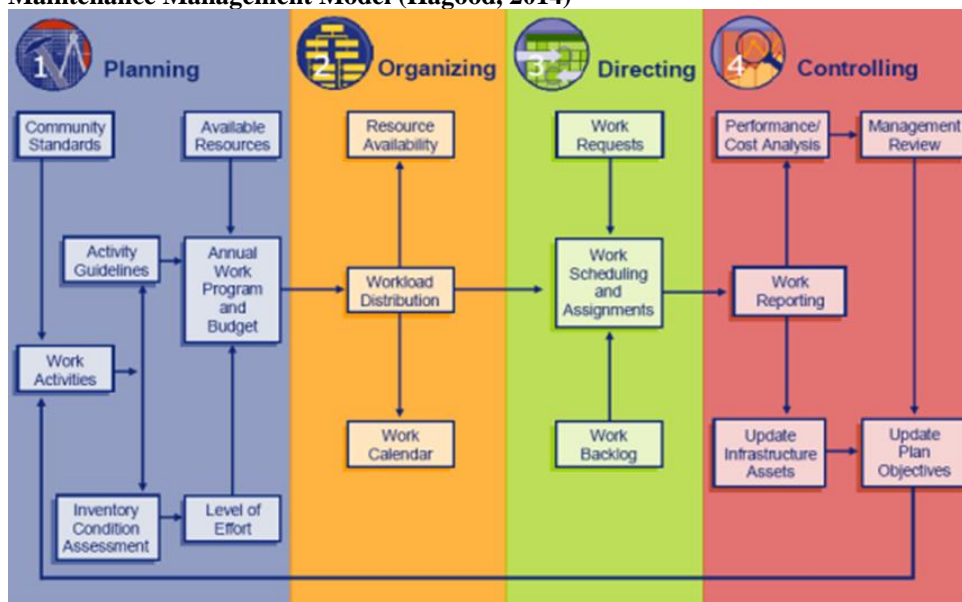 Maintenance Management Model (Hagood, 2014)
1 Planning
2 Organizing
3 Directing
4 Controlling
Community
Standards
Available
Resources
Activity
Guidelines
Annual
Work
Program
and
Budget
Work
Activities
Inventory
Condition
Assessment
Level of
Effort
Resource
Availability
Workload
Distribution
Work
Calendar
Work
Requests
Work
Scheduling
and
Assignments
Work
Backlog
Performance/
Cost Analysis
Management
Review
Work
Reporting
Update
Infrastructure
Assets
Update
Plan
Objectives